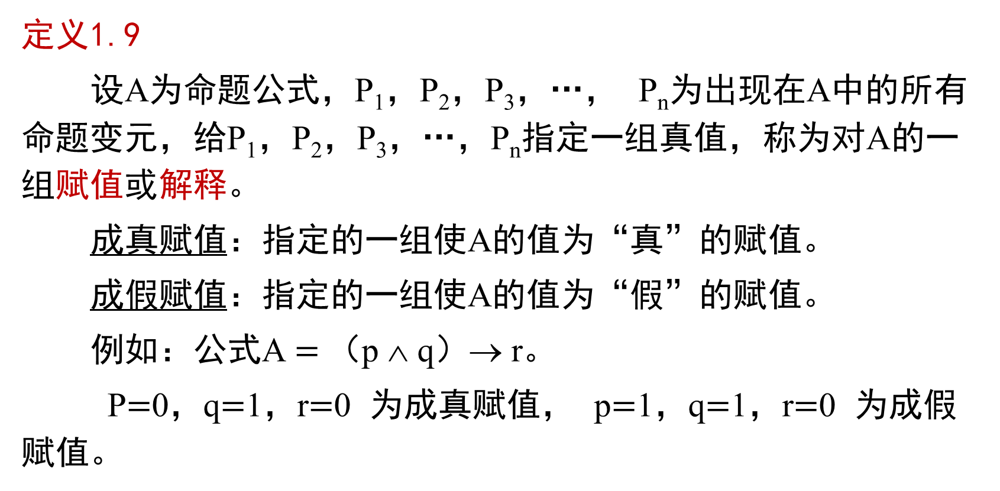 定义1.9
设A为命题公式，P₁，P₂，P₃，…， Pₙ为出现在A中的所有
命题变元，给P₁，P₂，P₃，…，Pₙ指定一组真值，称为对A的一
组赋值或解释。
成真赋值：指定的一组使A的值为“真”的赋值。
成假赋值：指定的一组使A的值为“假”的赋值。
例如：公式A = （p ∧ q）→ r。
P=0，q=1，r=0 为成真赋值， p=1，q=1，r=0 为成假
赋值。